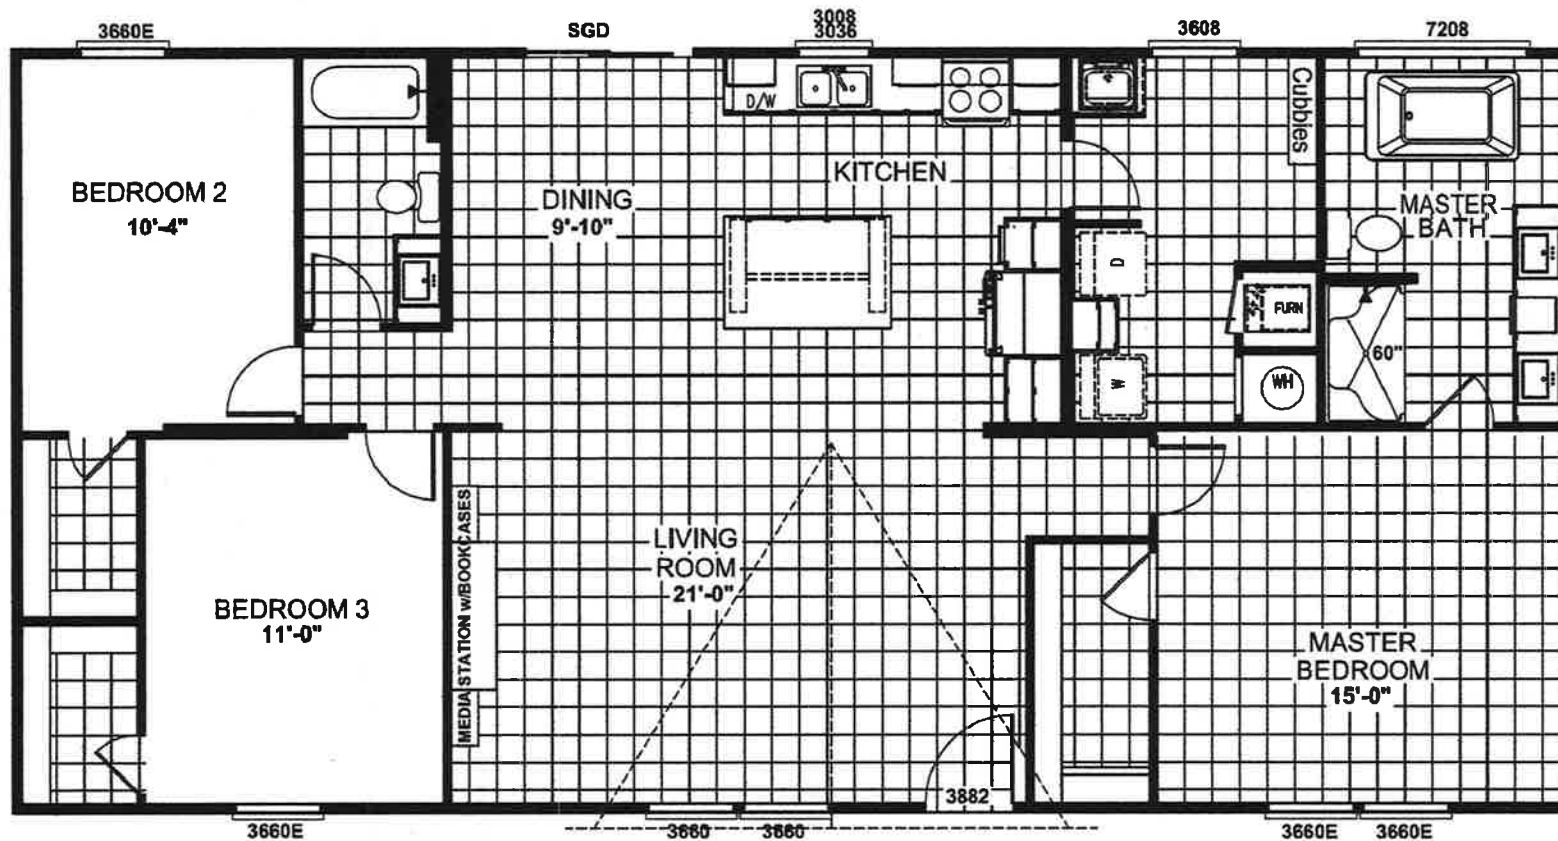 3660E
SGD
3008
3036
3608
7208
D/W
Cubbies
KITCHEN
BEDROOM 2
10'-4"
DINING
9'-10"
MASTER
BATH
D
FURN
60"
W
WH
MEDIA STATION w/BOOKCASES
LIVING
ROOM
21'-0"
BEDROOM 3
11'-0"
MASTER
BEDROOM
15'-0"
3882
3660E
3660
3660
3660E
3660E